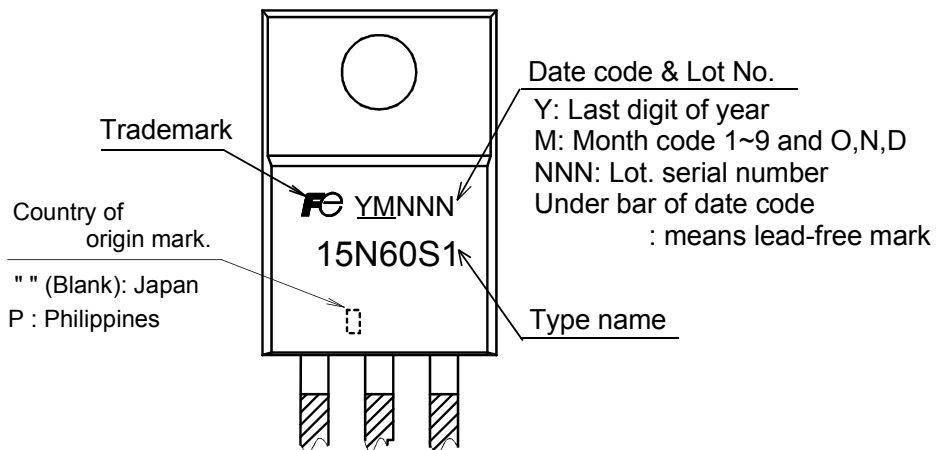 Date code & Lot No.
Y: Last digit of year
M: Month code 1~9 and O,N,D
NNN: Lot. serial number
Under bar of date code
: means lead-free mark
Trademark
Fe YMNNN
15N60S1
Country of
origin mark.
" " (Blank): Japan
P : Philippines
Type name